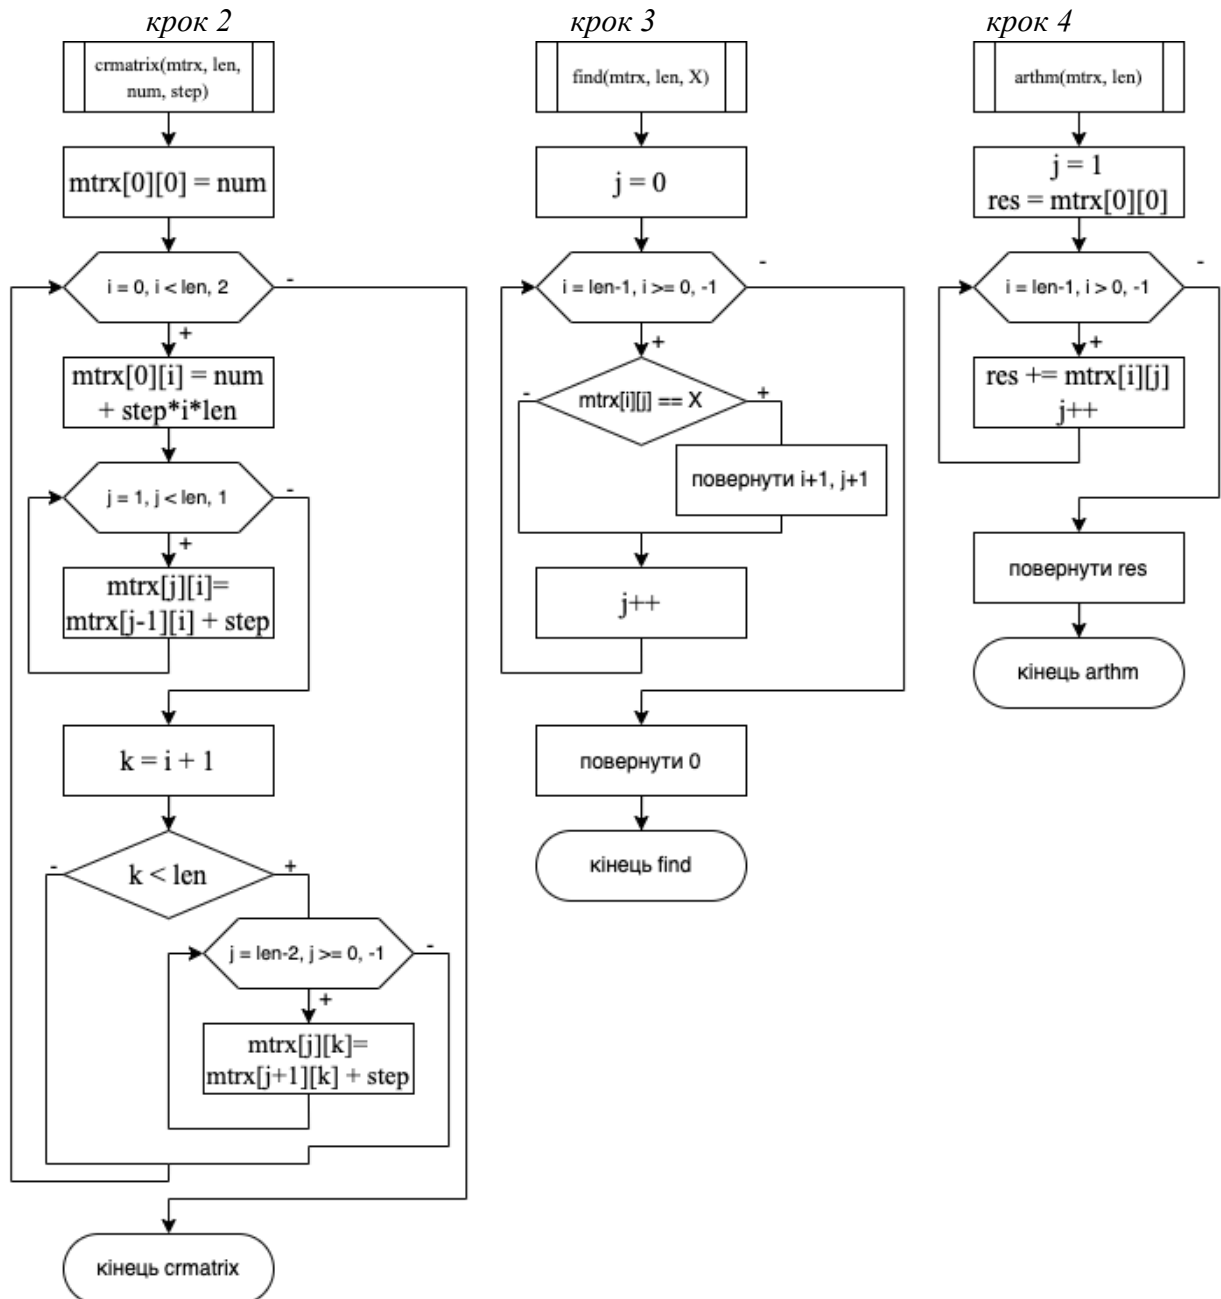 крок 2
crmatrix(mtrx, len,
num, step)
mtrx[0][0] = num
i = 0, i < len, 2
-
+
mtrx[0][i] = num
+ step*i*len
j = 1, j < len, 1
-
+
mtrx[j][i]=
mtrx[j-1][i] + step
k = i + 1
-
k < len
+
j = len-2, j >= 0, -1
-
+
mtrx[j][k]=
mtrx[j+1][k] + step
кінець crmatrix
крок 3
find(mtrx, len, X)
j = 0
-
i = len-1, i >= 0, -1
+
-
mtrx[i][j] == X
+
повернути i+1, j+1
j++
повернути 0
кінець find
крок 4
arthm(mtrx, len)
j = 1
res = mtrx[0][0]
-
i = len-1, i > 0, -1
+
res += mtrx[i][j]
j++
повернути res
кінець arthm